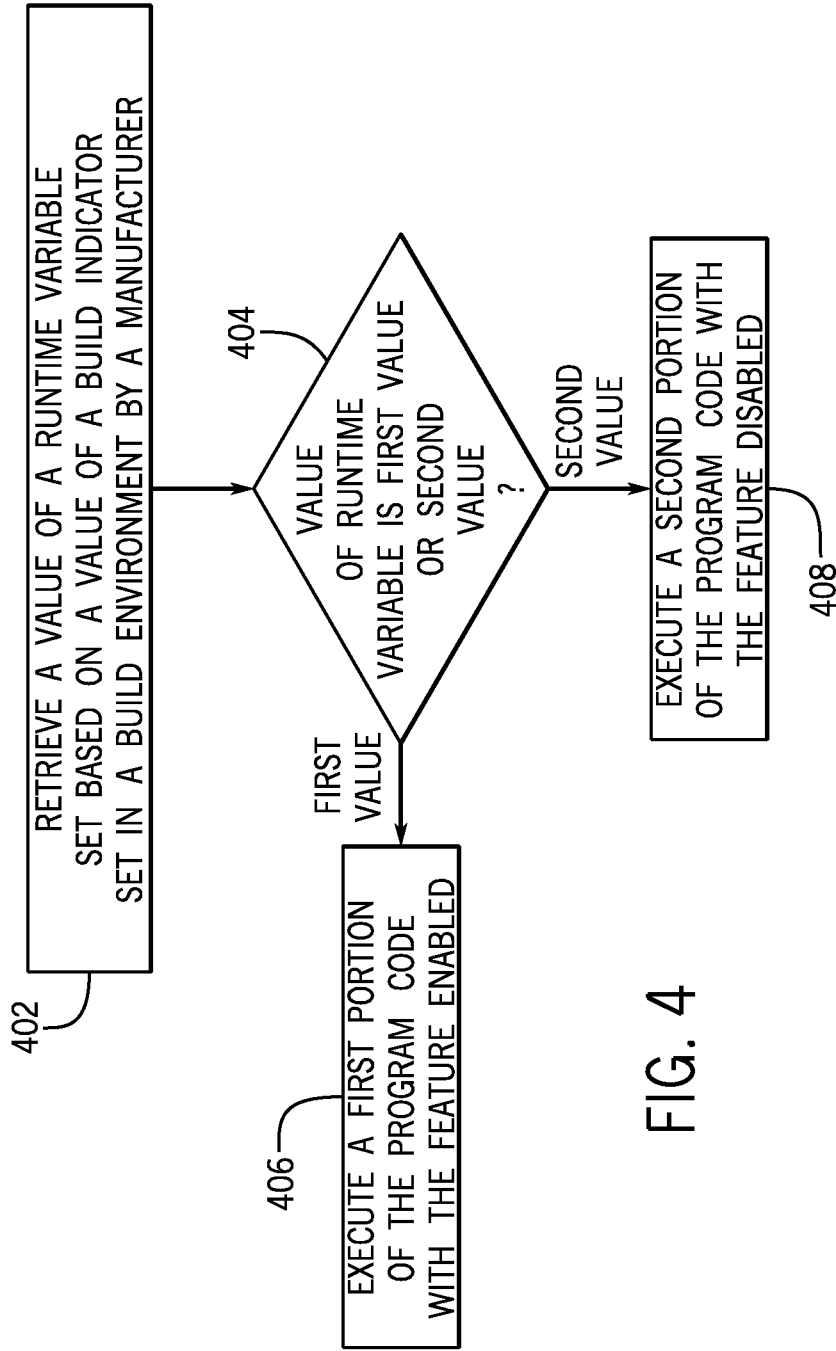 RETRIEVE A VALUE OF A RUNTIME VARIABLE
SET BASED ON A VALUE OF A BUILD INDICATOR
SET IN A BUILD ENVIRONMENT BY A MANUFACTURER
402
404
VALUE
OF RUNTIME
VARIABLE IS FIRST VALUE
OR SECOND
VALUE
?
FIRST
VALUE
SECOND
VALUE
406
EXECUTE A FIRST PORTION
OF THE PROGRAM CODE
WITH THE FEATURE ENABLED
EXECUTE A SECOND PORTION
OF THE PROGRAM CODE WITH
THE FEATURE DISABLED
408
FIG. 4